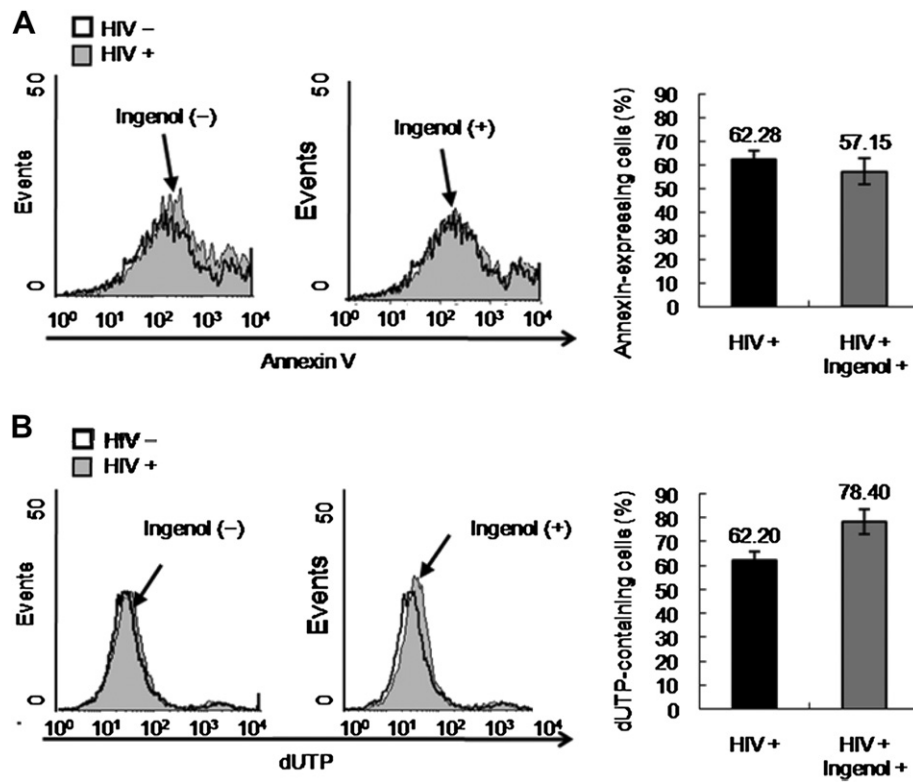 A
HIV –
HIV +
50
Events
0
Ingenol (–)
10⁰ 10¹ 10² 10³ 10⁴
50
Events
0
Ingenol (+)
10⁰ 10¹ 10² 10³ 10⁴
Annexin V
Annexin-expressing cells (%)
90
80
70
60
50
40
30
20
10
0
62.28
57.15
HIV +
HIV +
Ingenol +
B
HIV –
HIV +
50
Events
0
Ingenol (–)
10⁰ 10¹ 10² 10³ 10⁴
50
Events
0
Ingenol (+)
10⁰ 10¹ 10² 10³ 10⁴
dUTP
dUTP-containing cells (%)
90
80
70
60
50
40
30
20
10
0
62.20
78.40
HIV +
HIV +
Ingenol +